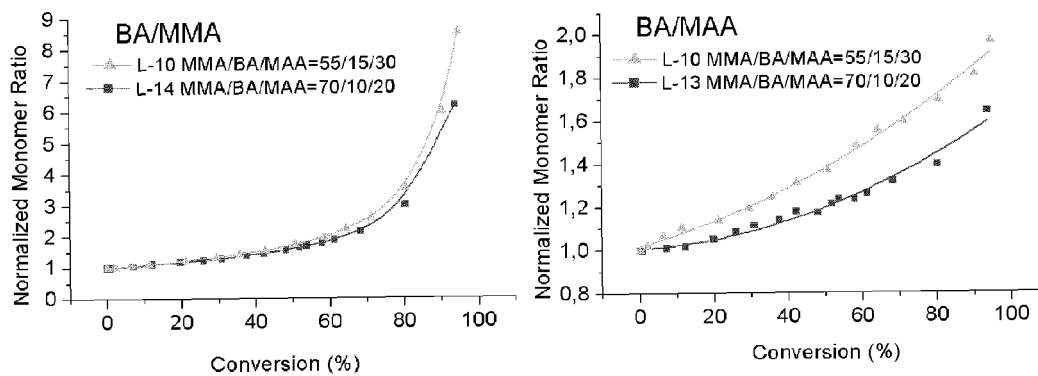 BA/MMA
L-10 MMA/BA/MAA=55/15/30
L-14 MMA/BA/MAA=70/10/20
Normalized Monomer Ratio
9
8
7
6
5
4
3
2
1
0
0 20 40 60 80 100
Conversion (%)
BA/MAA
L-10 MMA/BA/MAA=55/15/30
L-13 MMA/BA/MAA=70/10/20
Normalized Monomer Ratio
2,0
1,8
1,6
1,4
1,2
1,0
0,8
0 20 40 60 80 100
Conversion (%)